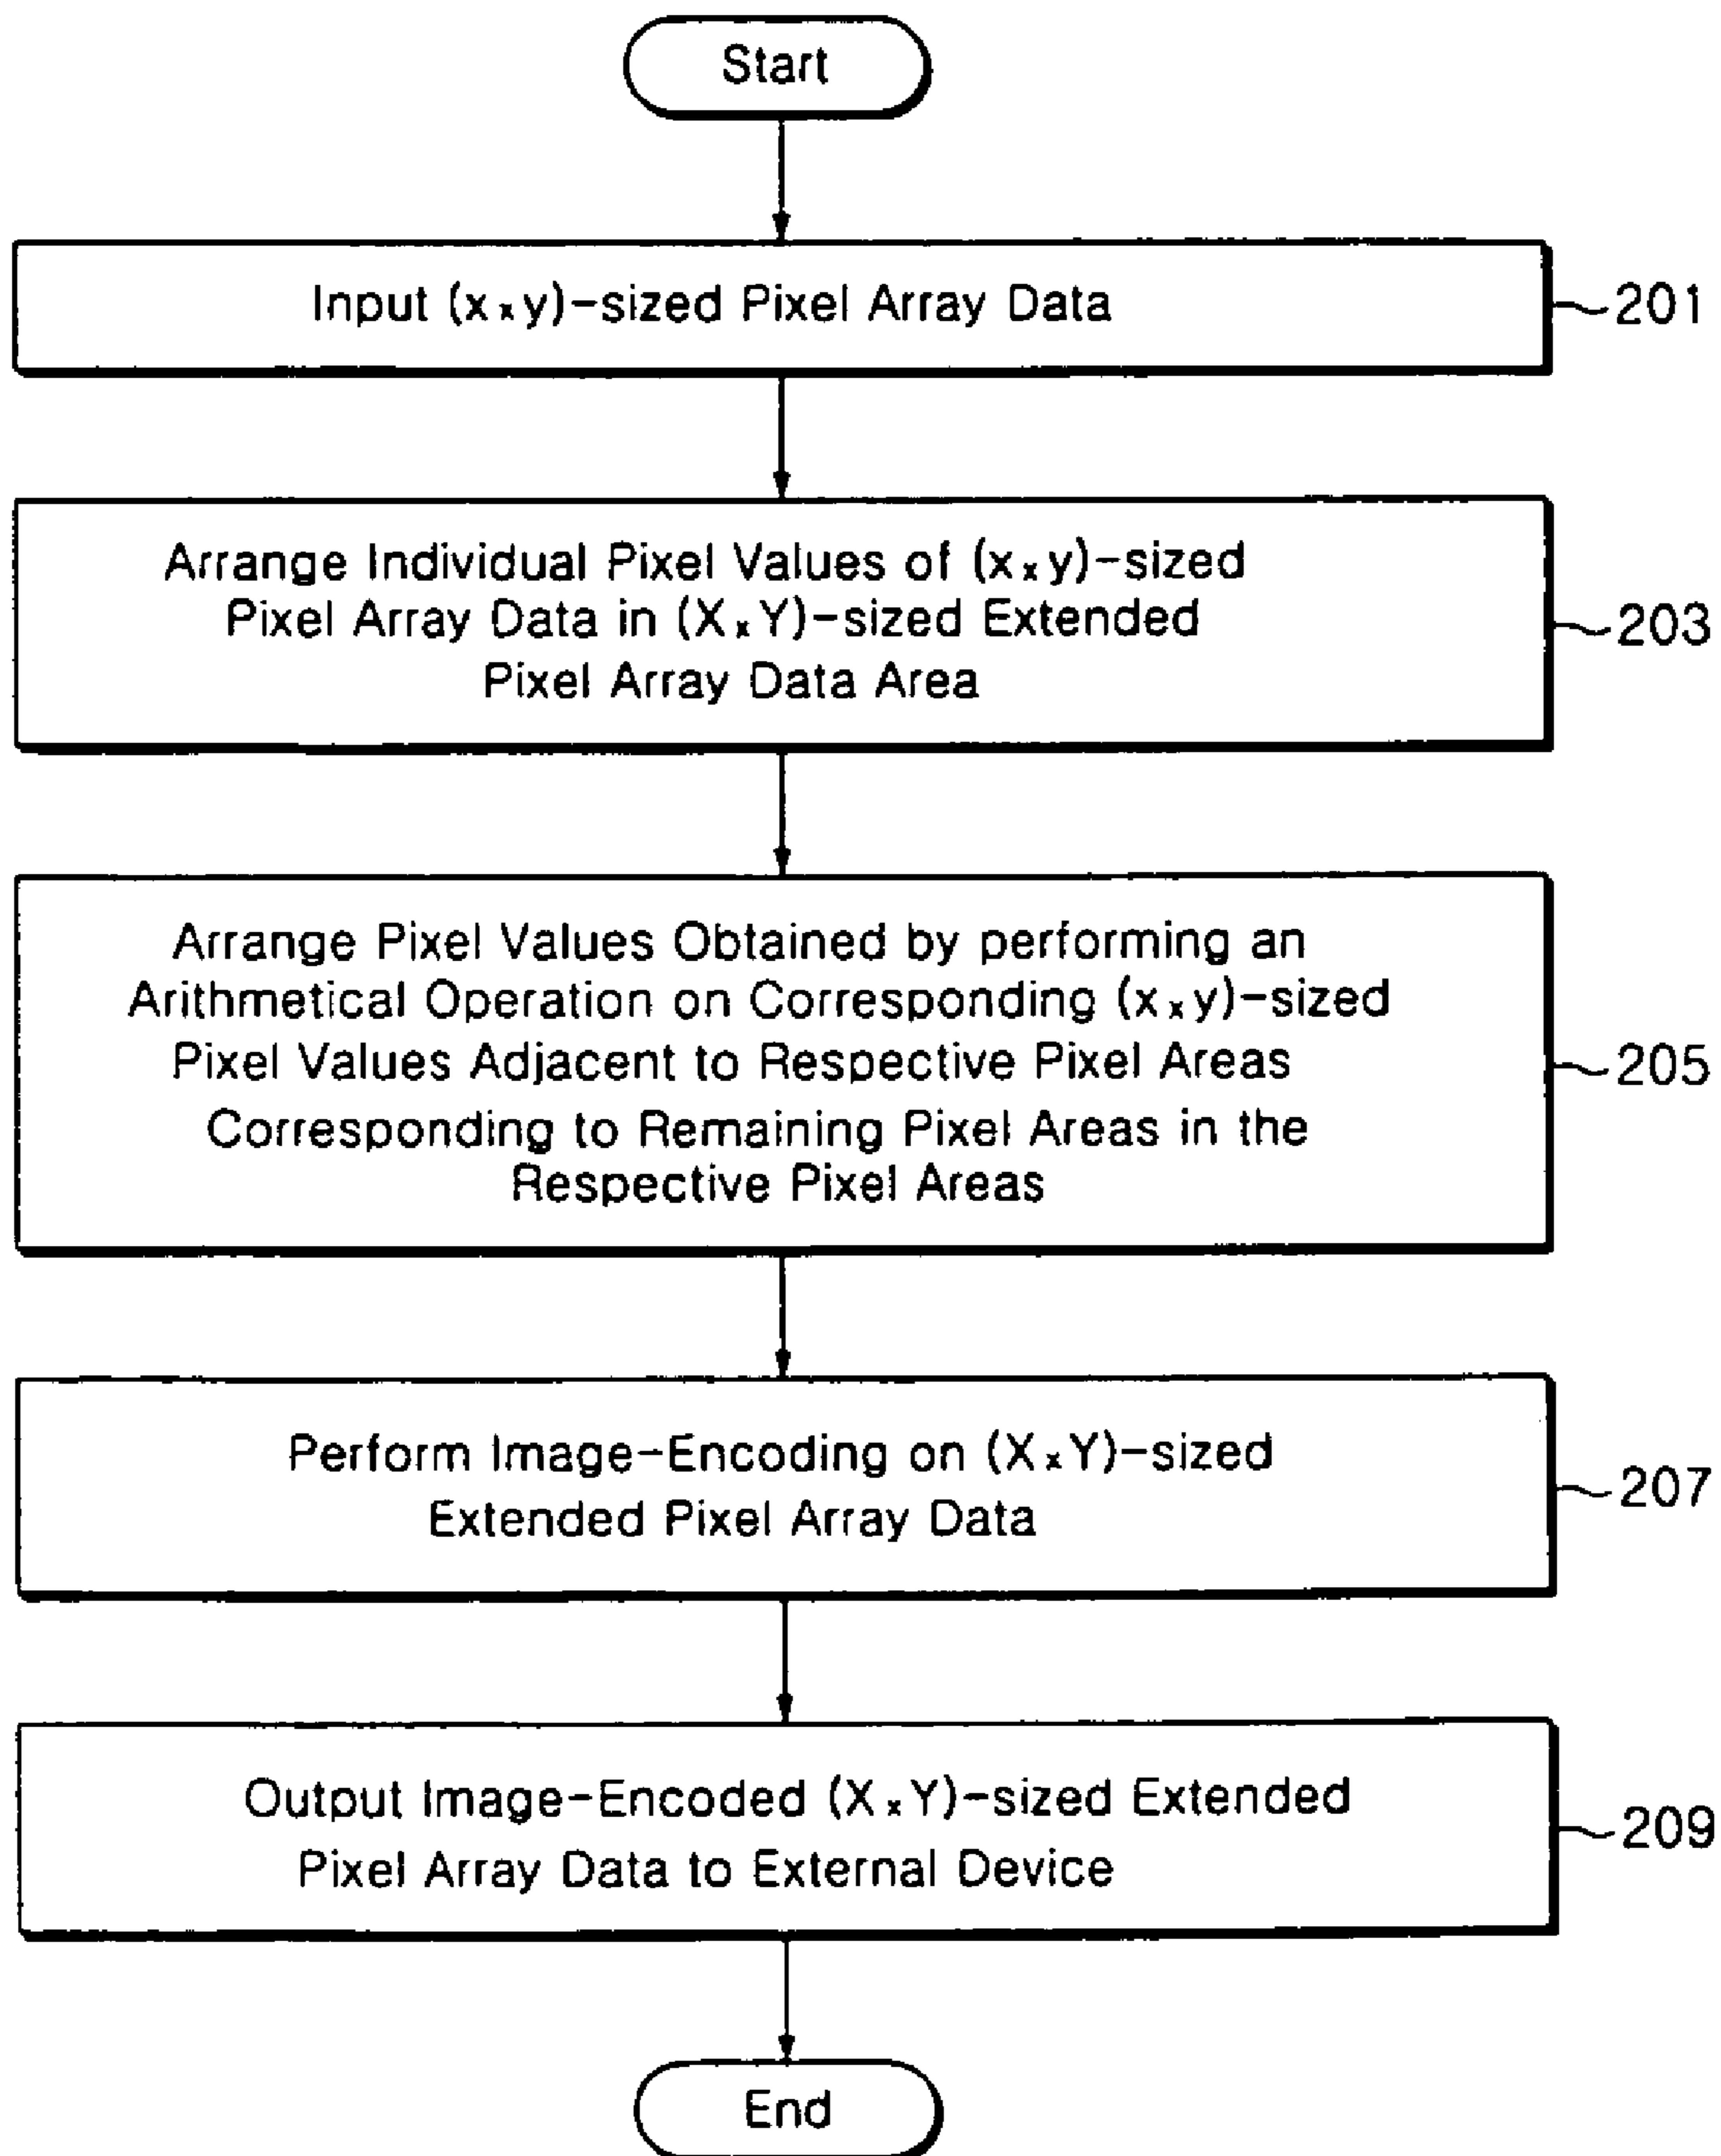 Start
Input (x×y)-sized Pixel Array Data
201
Arrange Individual Pixel Values of (x×y)-sized
Pixel Array Data in (X×Y)-sized Extended
Pixel Array Data Area
203
Arrange Pixel Values Obtained by performing an
Arithmetical Operation on Corresponding (x×y)-sized
Pixel Values Adjacent to Respective Pixel Areas
Corresponding to Remaining Pixel Areas in the
Respective Pixel Areas
205
Perform Image-Encoding on (X×Y)-sized
Extended Pixel Array Data
207
Output Image-Encoded (X×Y)-sized Extended
Pixel Array Data to External Device
209
End